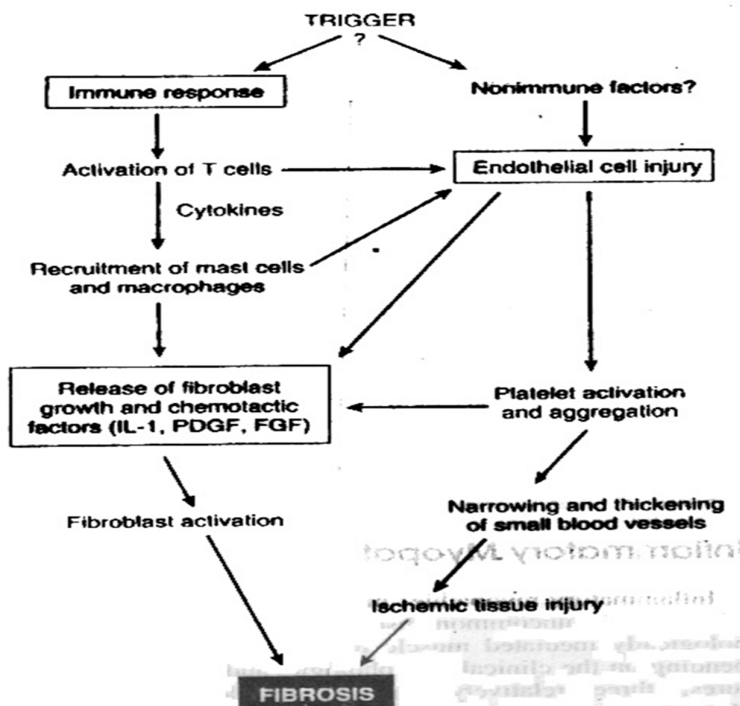 TRIGGER
?
Immune response
Nonimmune factors?
Activation of T cells
Endothelial cell injury
Cytokines
Recruitment of mast cells
and macrophages
Release of fibroblast
growth and chemotactic
factors (IL-1, PDGF, FGF)
Platelet activation
and aggregation
Fibroblast activation
Narrowing and thickening
of small blood vessels
Ischemic tissue injury
FIBROSIS